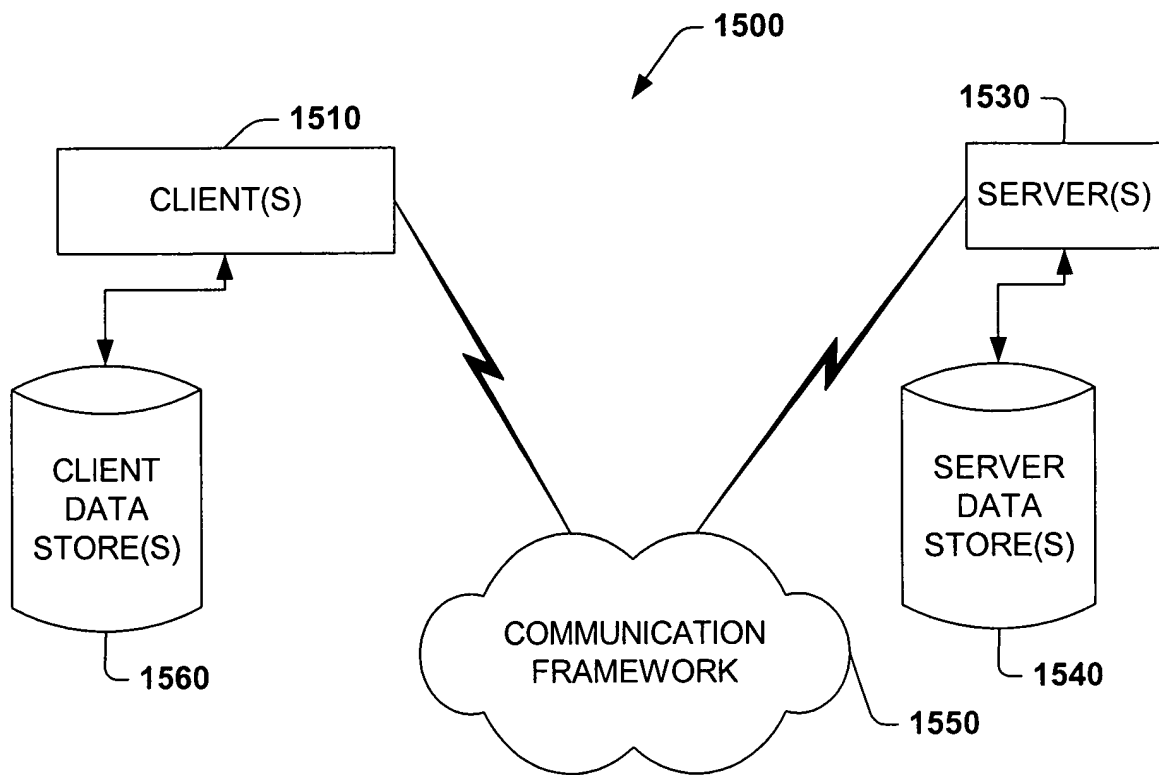 1500
1510
1530
CLIENT(S)
SERVER(S)
CLIENT
DATA
STORE(S)
SERVER
DATA
STORE(S)
COMMUNICATION
FRAMEWORK
1560
1540
1550